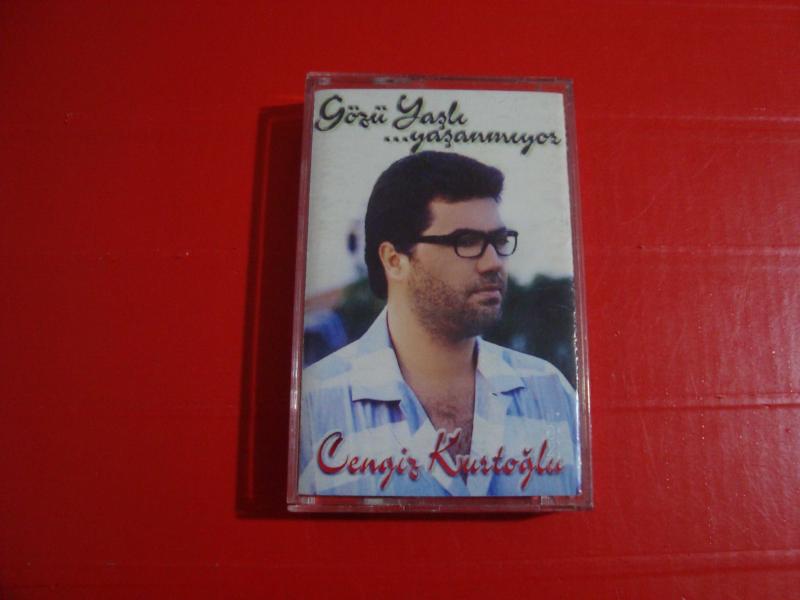 Gözü Yaşlı
...yaşanmıyor
Cengiz Kurtoğlu